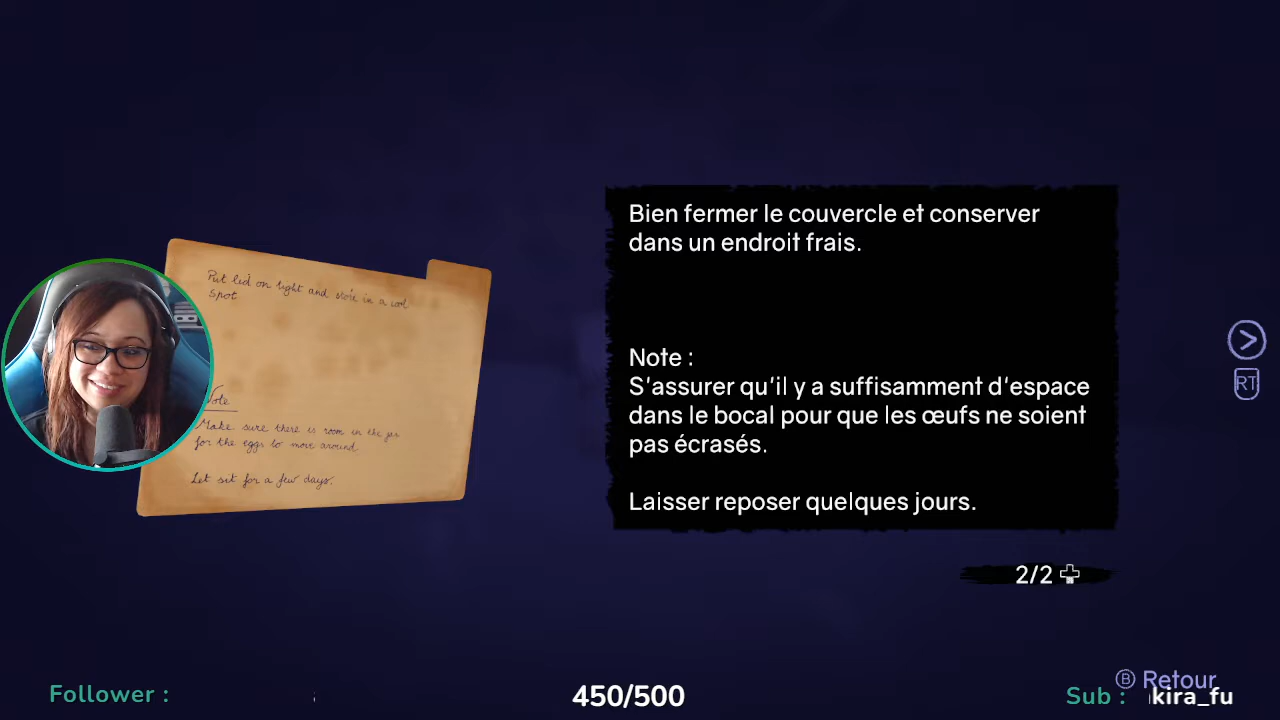 Put lid on tight and store in a cool
spot
Note
Make sure there is room in the jar
for the eggs to move around
Let sit for a few days.
Bien fermer le couvercle et conserver
dans un endroit frais.
Note :
S'assurer qu'il y a suffisamment d'espace
dans le bocal pour que les œufs ne soient
pas écrasés.
Laisser reposer quelques jours.
2/2
RT
B Retour
Follower :
450/500
Sub :
kira_fu